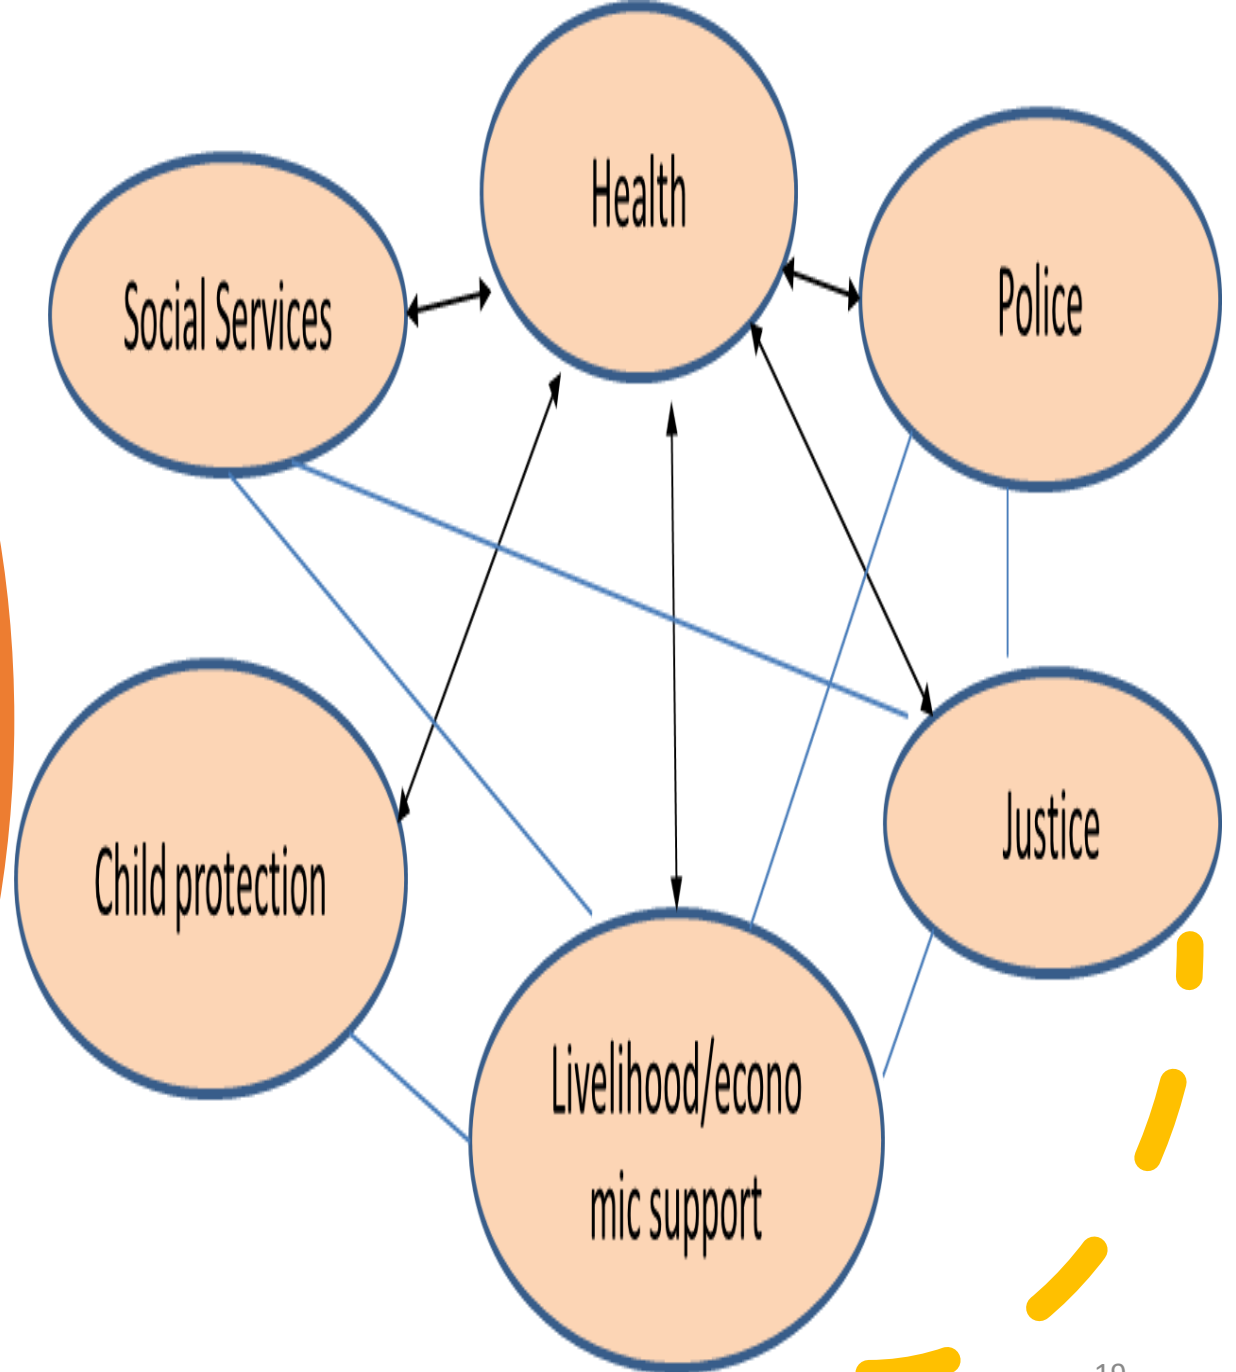 Health
Police
Social Services
Justice
Child protection
Livelihood/econo
mic support